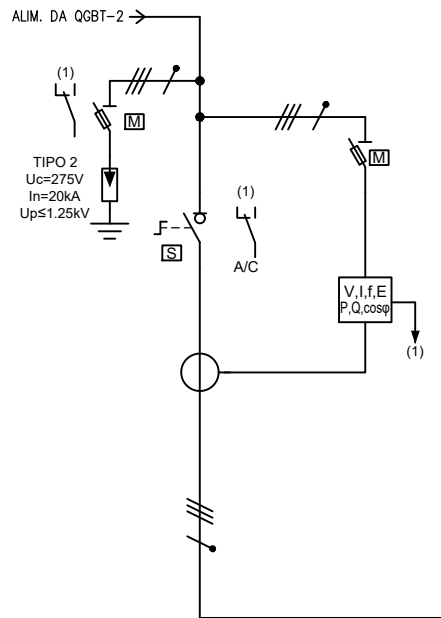 ALIM. DA QGBT-2
(1)
M
TIPO 2
Uc=275V
In=20kA
Up≤1.25kV
(1)
S
A/C
M
V,I,f,E
P,Q,cosφ
(1)